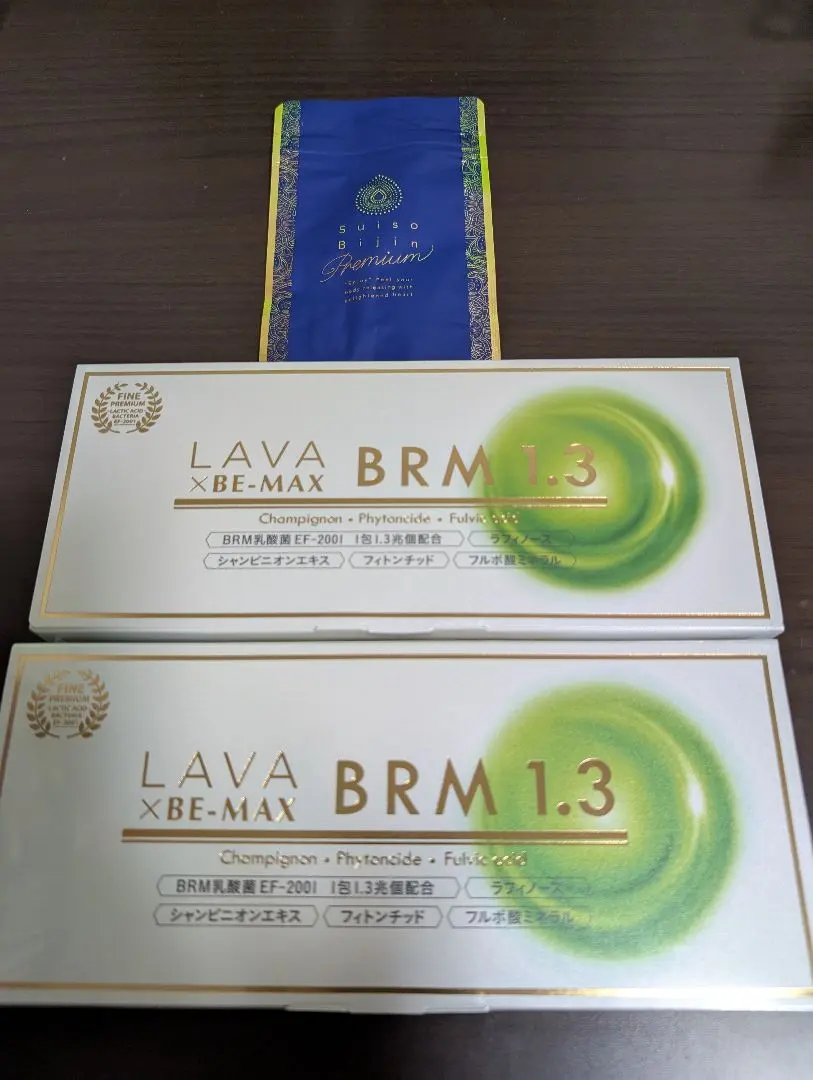 Suiso
Bijin
Premium
body releasing with
enlightened heart
FINE
PREMIUM
LACTIC ACID
BACTERIA
EF-2001
LAVA
×BE-MAX
BRM 1.3
Champignon • Phytoncide • Fulvic acid
BRM乳酸菌 EF-2001 1包1.3兆個配合
ラフィノース
シャンピニオンエキス
フィトンチッド
フルボ酸ミネラル
FINE
PREMIUM
LACTIC ACID
BACTERIA
EF-2001
LAVA
×BE-MAX
BRM 1.3
Champignon • Phytoncide • Fulvic acid
BRM乳酸菌 EF-2001 1包1.3兆個配合
ラフィノース
シャンピニオンエキス
フィトンチッド
フルボ酸ミネラル